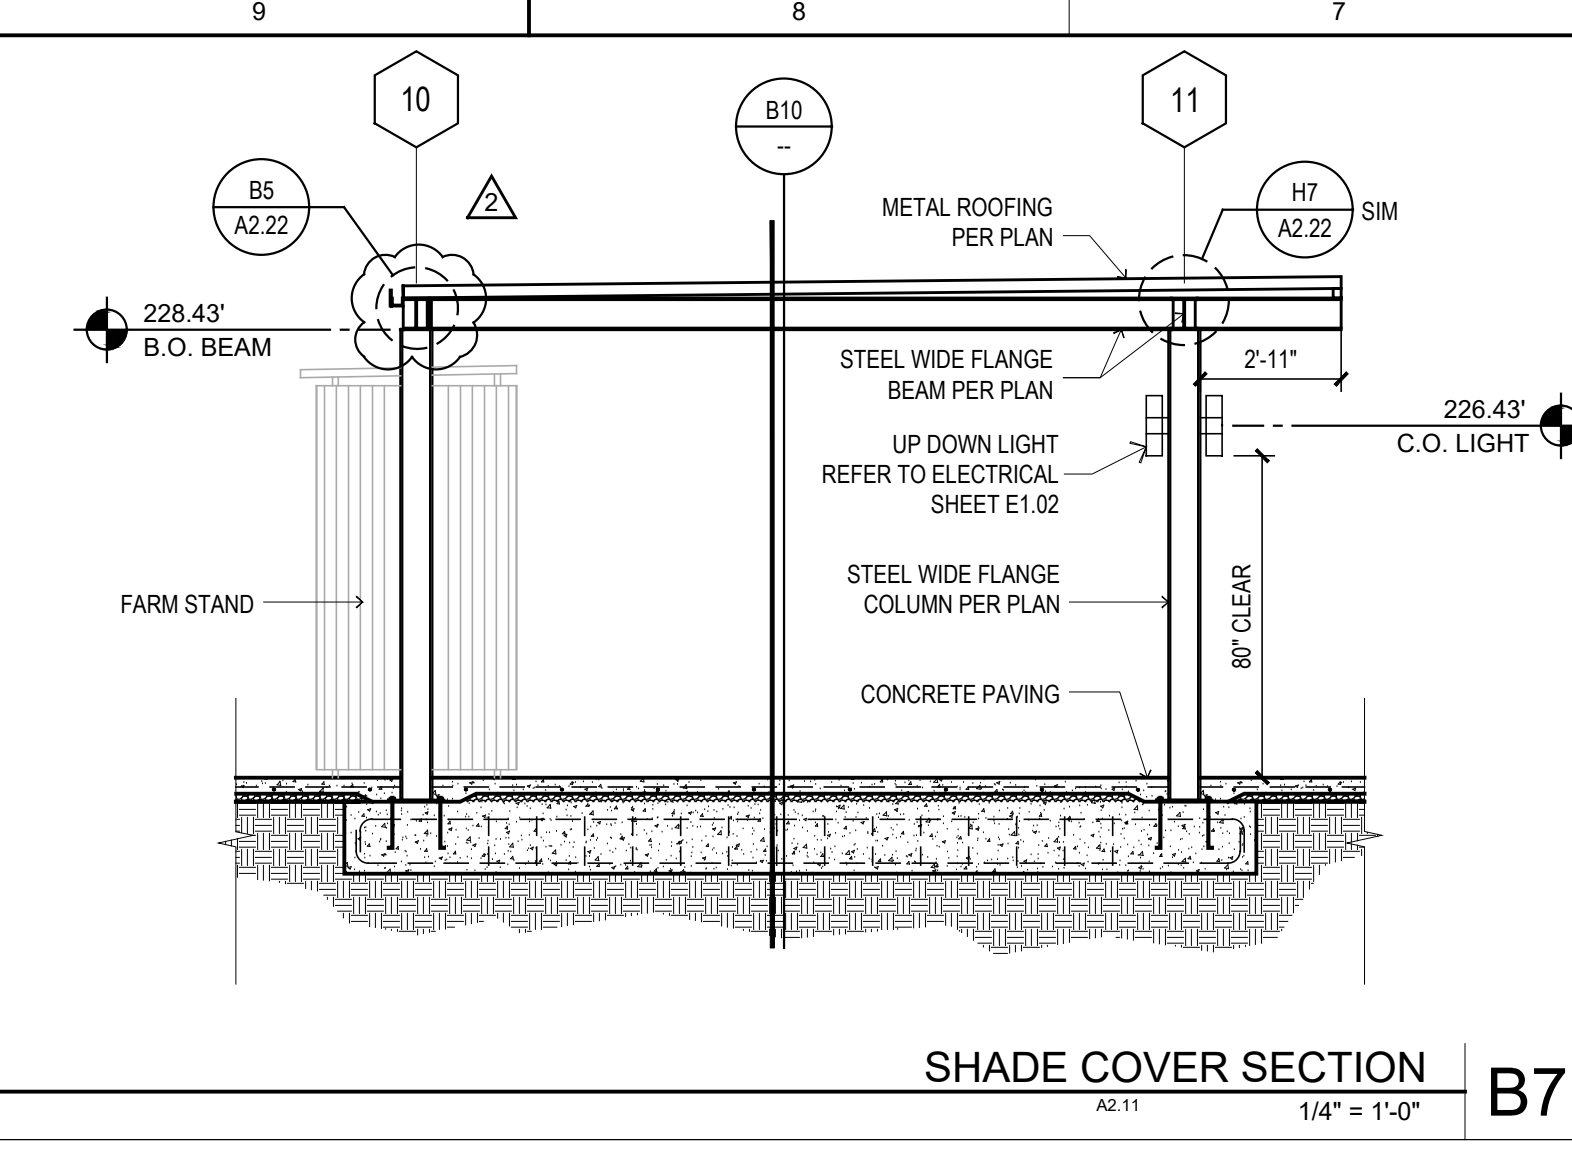 9
8
7
10
B10
--
11
B5
A2.22
2
H7
A2.22
SIM
METAL ROOFING
PER PLAN
228.43'
B.O. BEAM
STEEL WIDE FLANGE
BEAM PER PLAN
2'-11"
226.43'
C.O. LIGHT
UP DOWN LIGHT
REFER TO ELECTRICAL
SHEET E1.02
FARM STAND
STEEL WIDE FLANGE
COLUMN PER PLAN
80" CLEAR
CONCRETE PAVING
SHADE COVER SECTION
B7
A2.11
1/4" = 1'-0"